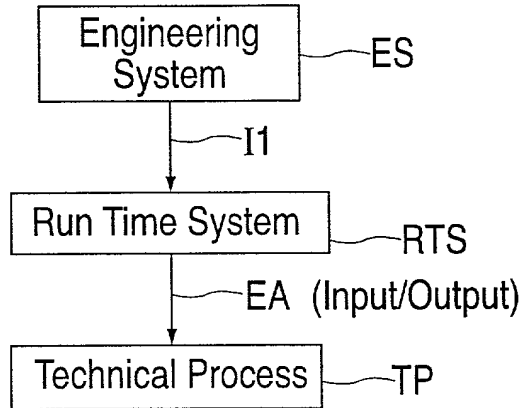 Engineering
System
ES
I1
Run Time System
RTS
EA (Input/Output)
Technical Process
TP